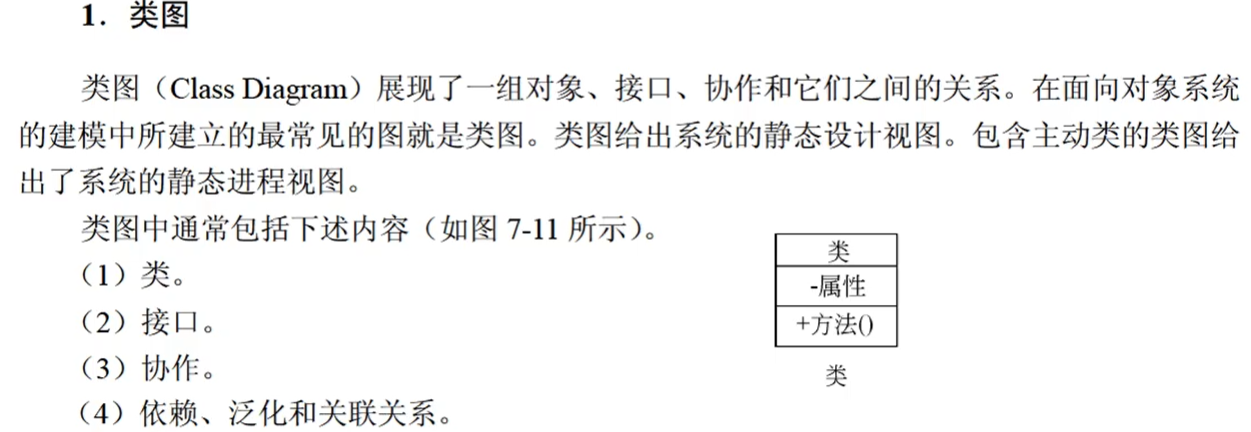 1．类图
类图（Class Diagram）展现了一组对象、接口、协作和它们之间的关系。在面向对象系统
的建模中所建立的最常见的图就是类图。类图给出系统的静态设计视图。包含主动类的类图给
出了系统的静态进程视图。
类图中通常包括下述内容（如图 7-11 所示）。
（1）类。
（2）接口。
（3）协作。
（4）依赖、泛化和关联关系。
类
-属性
+方法()
类